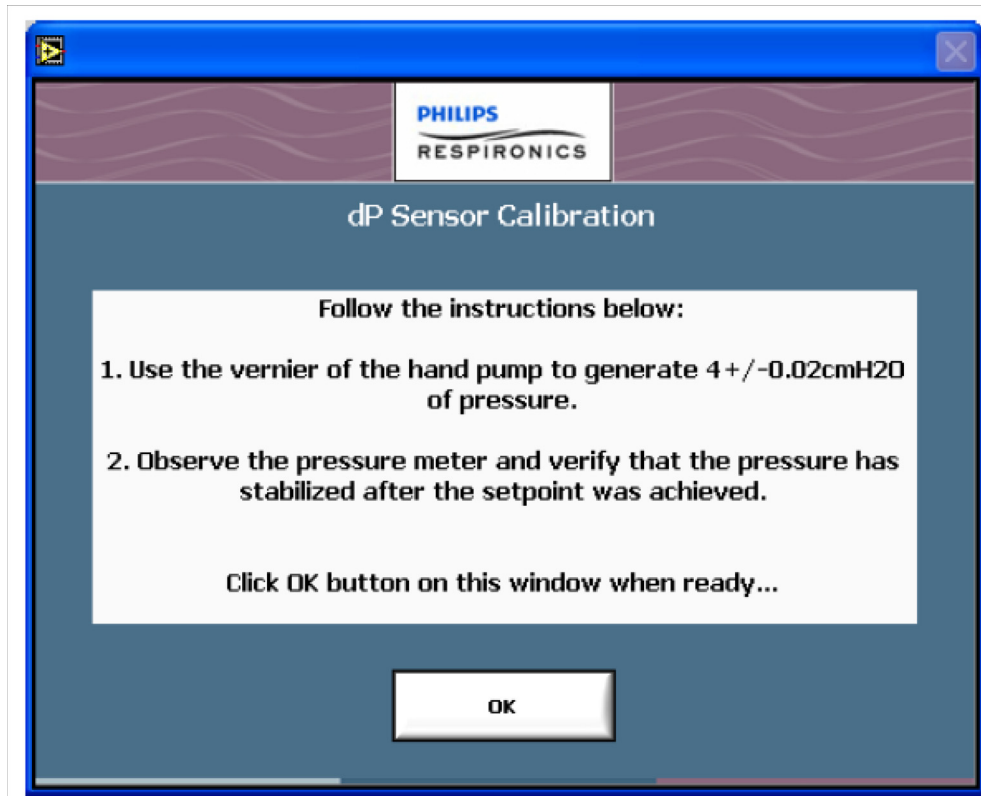 PHILIPS
RESPIRONICS
dP Sensor Calibration
Follow the instructions below:
1. Use the vernier of the hand pump to generate 4+/-0.02cmH2O
of pressure.
2. Observe the pressure meter and verify that the pressure has
stabilized after the setpoint was achieved.
Click OK button on this window when ready...
OK